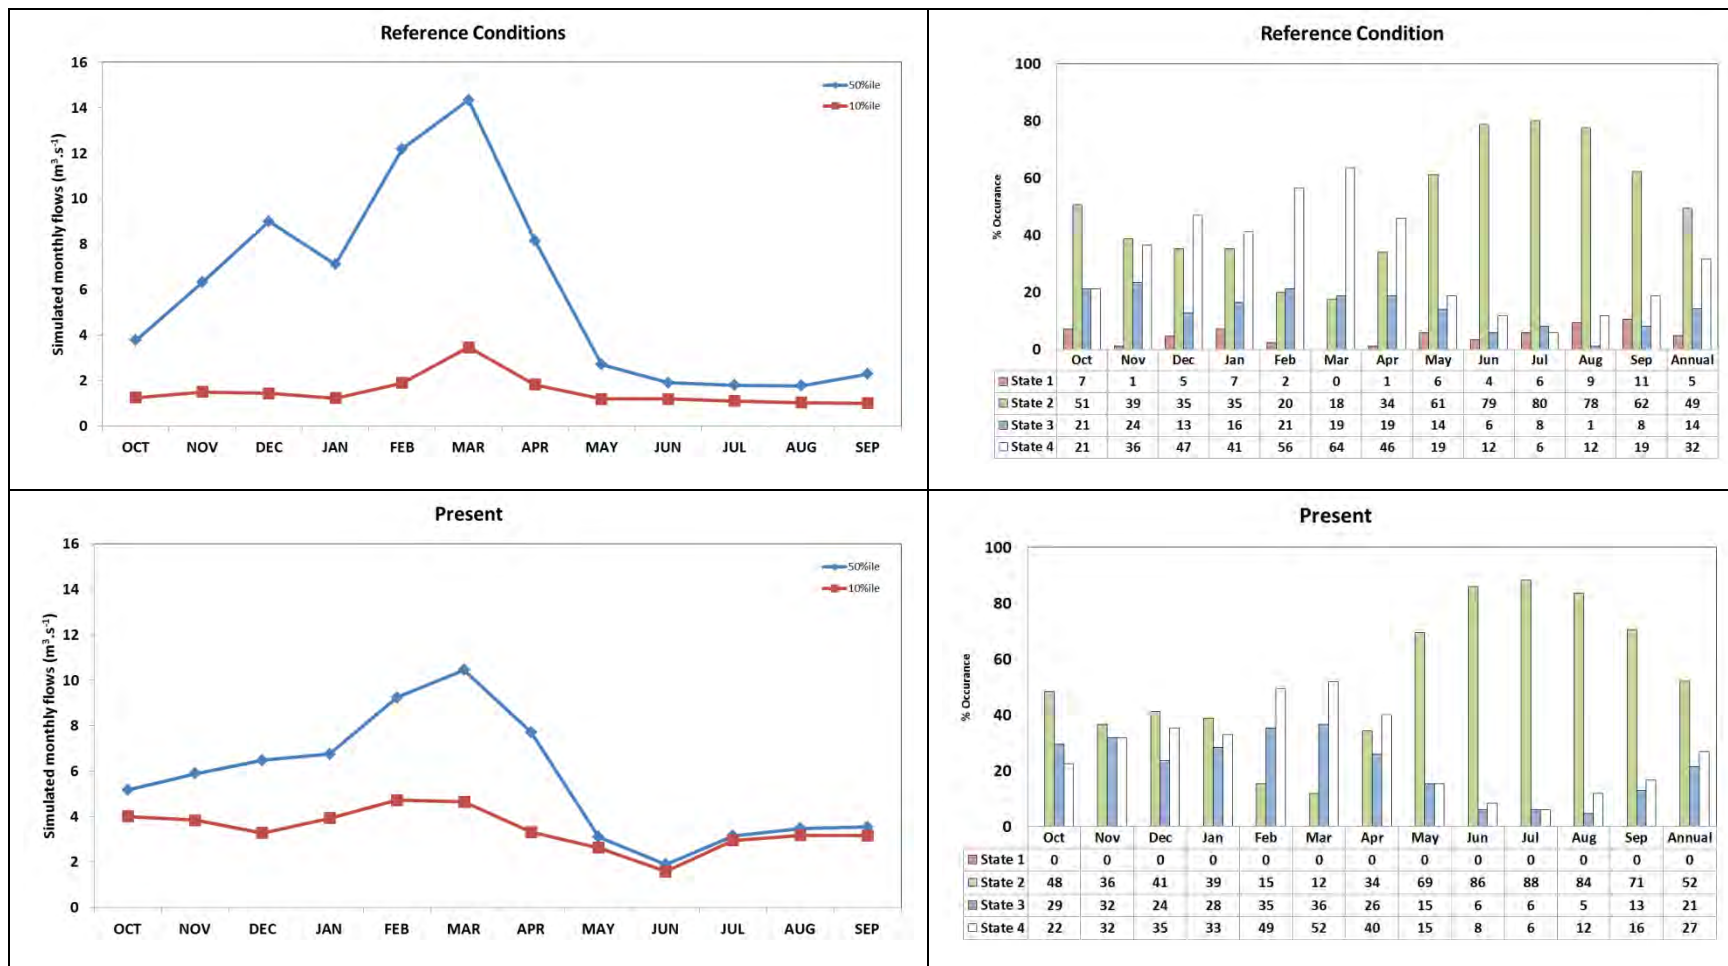 Reference Conditions
16
14
12
10
8
6
4
2
0
Simulated monthly flows (m³.s⁻¹)
50%ile
10%ile
OCT NOV DEC JAN FEB MAR APR MAY JUN JUL AUG SEP
Reference Condition
100
80
60
40
20
0
% Occurance
Oct Nov Dec Jan Feb Mar Apr May Jun Jul Aug Sep Annual
State 1 7 1 5 7 2 0 1 6 4 6 9 11 5
State 2 51 39 35 35 20 18 34 61 79 80 78 62 49
State 3 21 24 13 16 21 19 19 14 6 8 1 8 14
State 4 21 36 47 41 56 64 46 19 12 6 12 19 32
Present
16
14
12
10
8
6
4
2
0
Simulated monthly flows (m³.s⁻¹)
50%ile
10%ile
OCT NOV DEC JAN FEB MAR APR MAY JUN JUL AUG SEP
Present
100
80
60
40
20
0
% Occurance
Oct Nov Dec Jan Feb Mar Apr May Jun Jul Aug Sep Annual
State 1 0 0 0 0 0 0 0 0 0 0 0 0 0
State 2 48 36 41 39 15 12 34 69 86 88 84 71 52
State 3 29 32 24 28 35 36 26 15 6 6 5 13 21
State 4 22 32 35 33 49 52 40 15 8 6 12 16 27